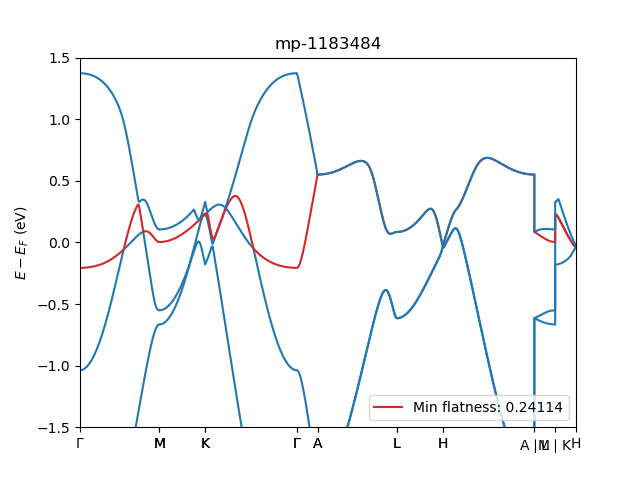 mp-1183484
1.5
1.0
0.5
0.0
−0.5
−1.0
−1.5
E − E_F (eV)
Min flatness: 0.24114
Γ M K Γ A L H A | L M | K H